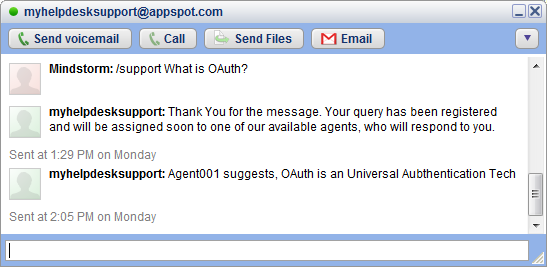 myhelpdesksupport@appspot.com
Send voicemail Call Send Files Email
Mindstorm: /support What is OAuth?
myhelpdesksupport: Thank You for the message. Your query has been registered
and will be assigned soon to one of our available agents, who will respond to you.
Sent at 1:29 PM on Monday
myhelpdesksupport: Agent001 suggests, OAuth is an Universal Aubthentication Tech
Sent at 2:05 PM on Monday